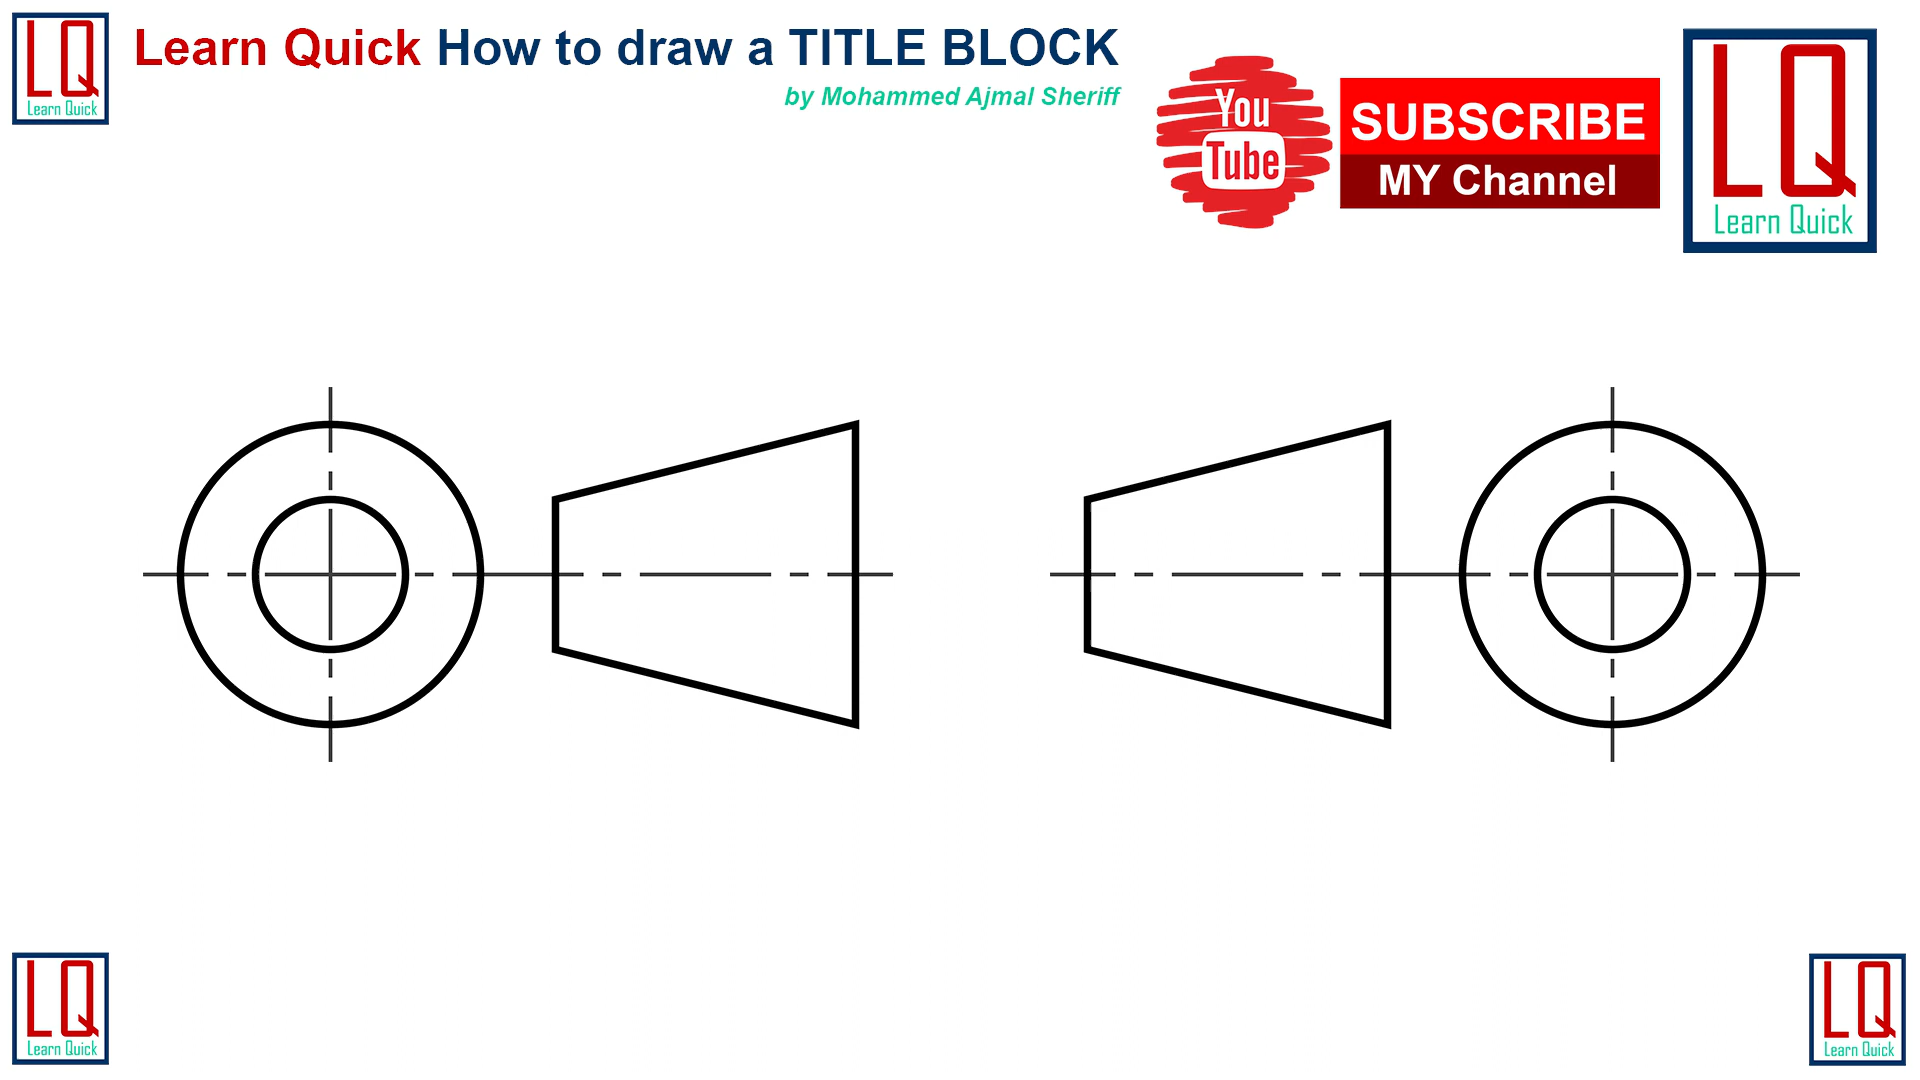 LQ
Learn Quick
Learn Quick How to draw a TITLE BLOCK
by Mohammed Ajmal Sheriff
You
Tube
SUBSCRIBE
MY Channel
LQ
Learn Quick
LQ
Learn Quick
LQ
Learn Quick